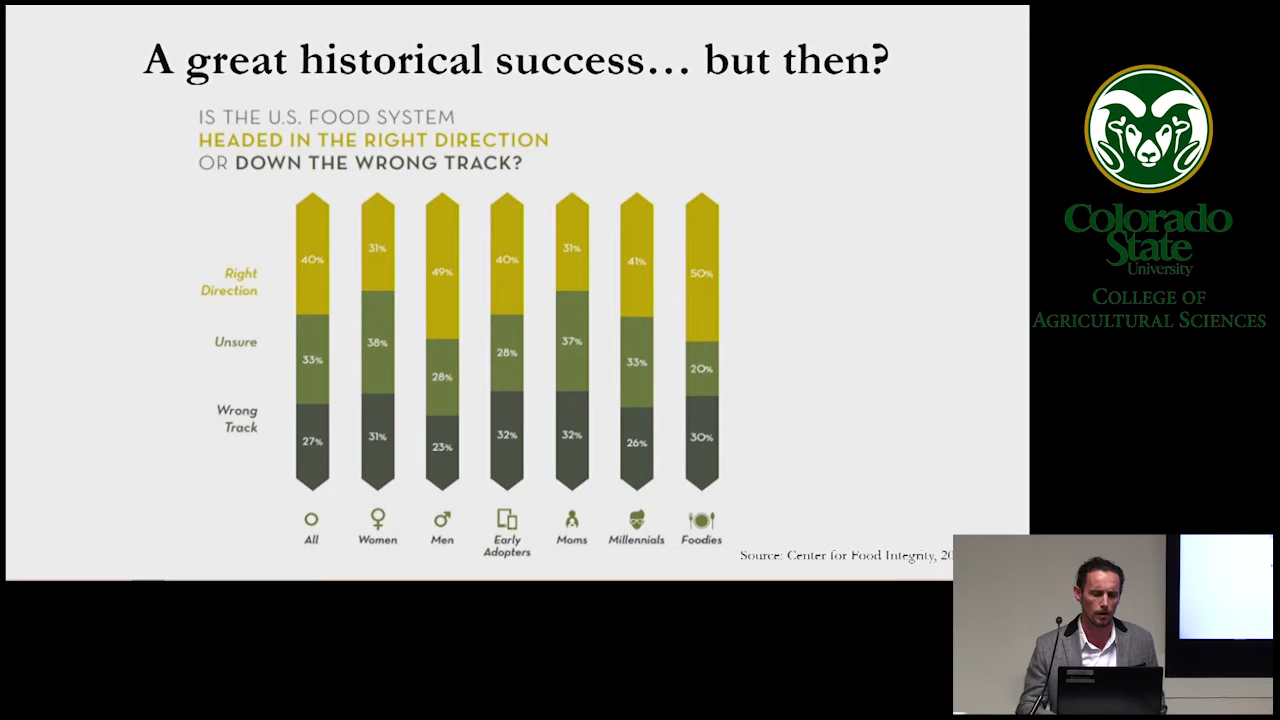 A great historical success... but then?
IS THE U.S. FOOD SYSTEM
HEADED IN THE RIGHT DIRECTION
OR DOWN THE WRONG TRACK?
Right
Direction
Unsure
Wrong
Track
40%
31%
49%
40%
31%
41%
50%
33%
38%
28%
28%
37%
33%
20%
27%
31%
23%
32%
32%
26%
30%
All
Women
Men
Early
Adopters
Moms
Millennials
Foodies
Source: Center for Food Integrity, 20
Colorado
State
University
COLLEGE OF
AGRICULTURAL SCIENCES